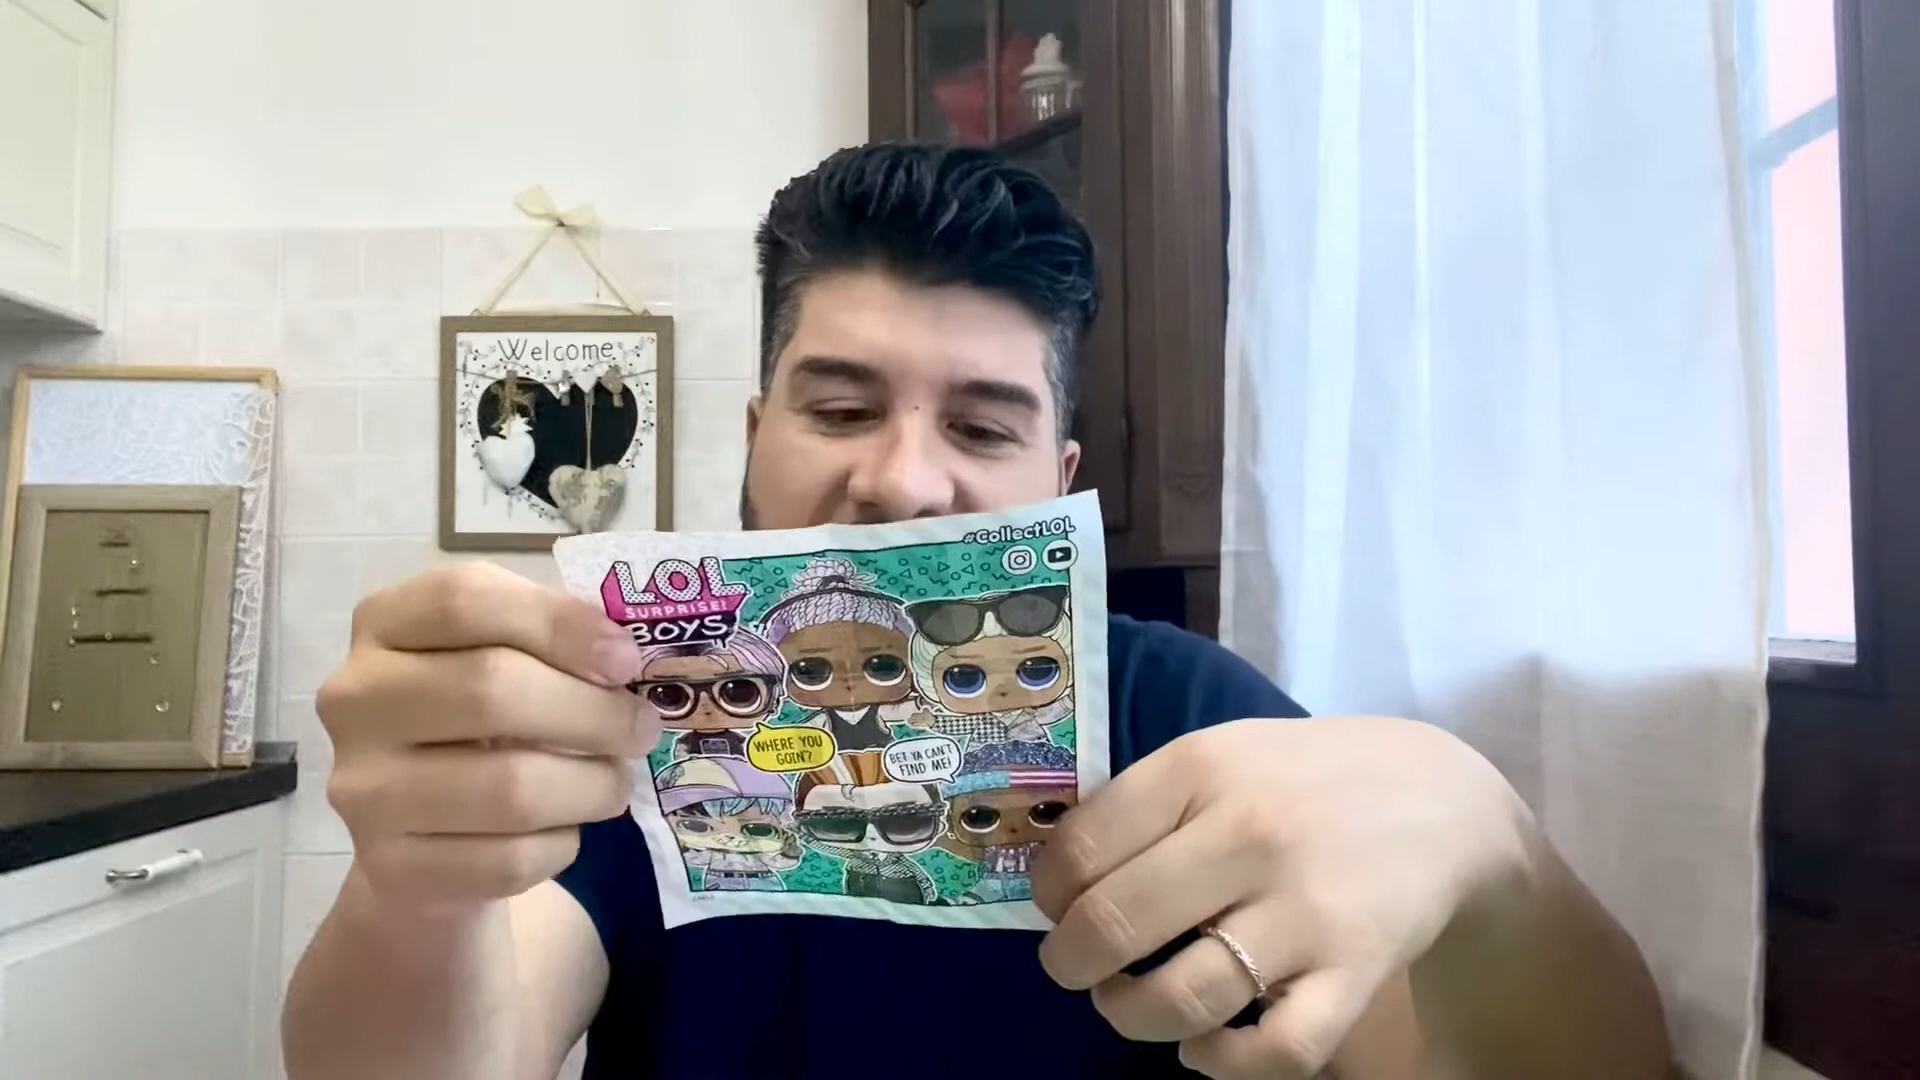 Welcome
#CollectLOL
L.O.L
SURPRISE!
BOYS
WHERE YOU
GOIN'?
BET YA CAN'T
FIND ME!